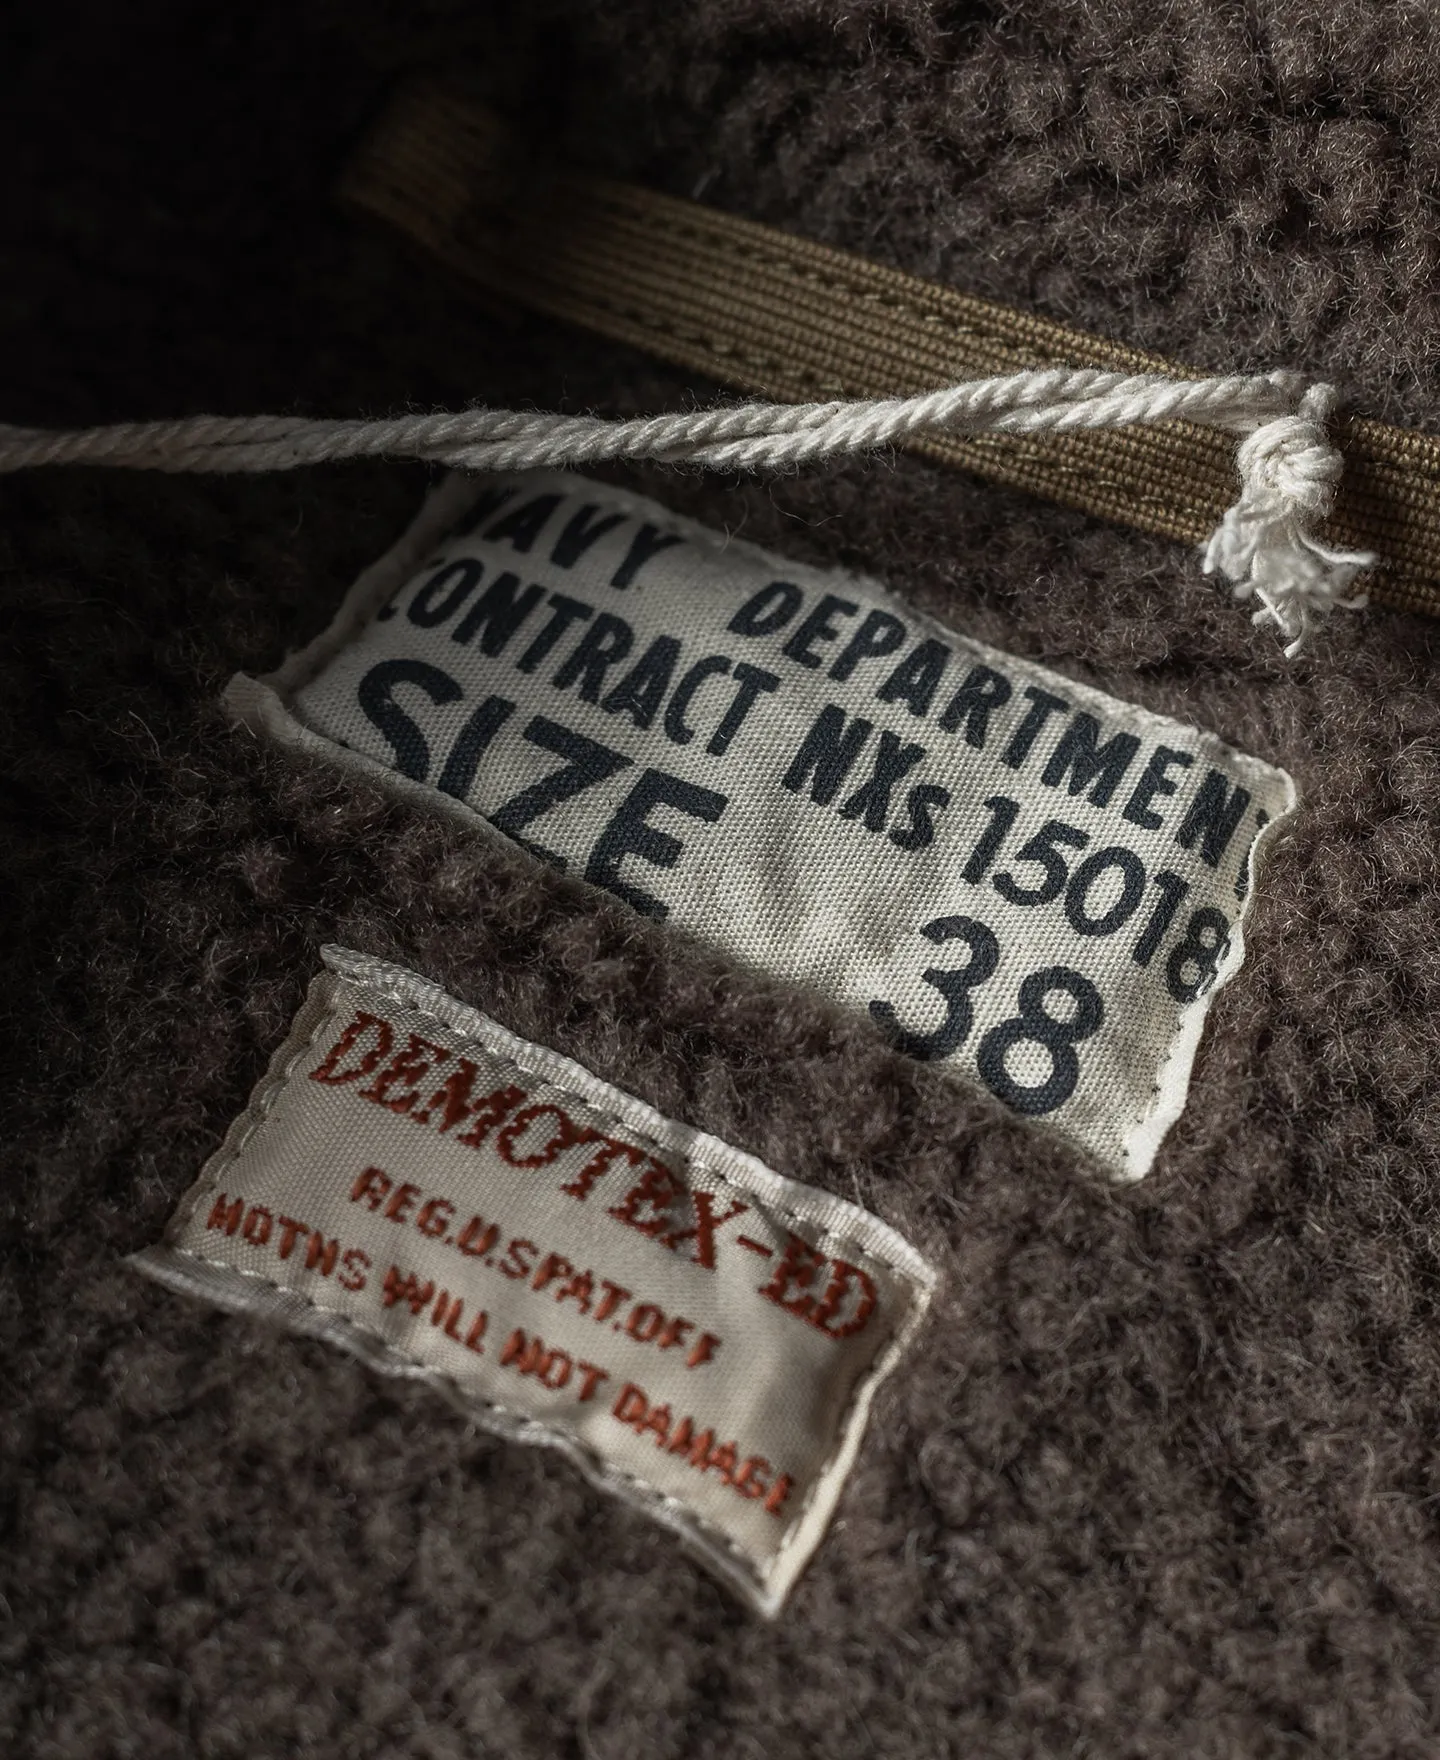 NAVY DEPARTMENT
CONTRACT NXS 15018
SIZE 38
DEMOTEX-ED
REG.U.S PAT.OFF
MOTHS WILL NOT DAMAGE